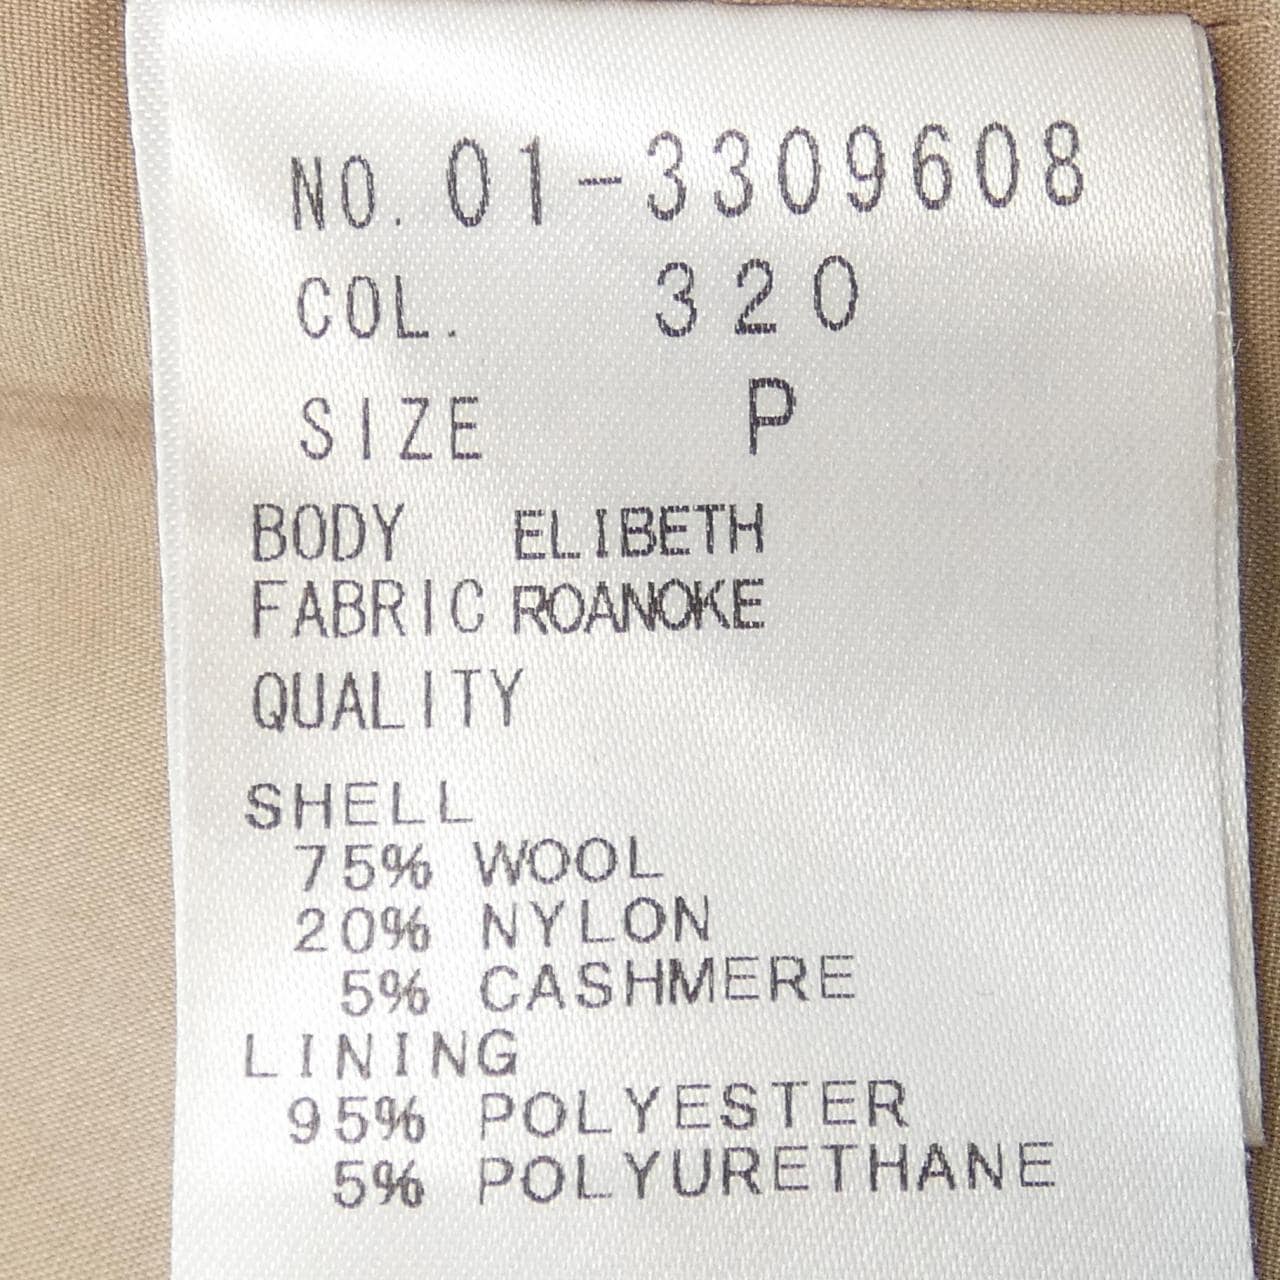 NO. 01-3309608
COL. 320
SIZE P
BODY ELIBETH
FABRIC ROANOKE
QUALITY
SHELL
75% WOOL
20% NYLON
5% CASHMERE
LINING
95% POLYESTER
5% POLYURETHANE